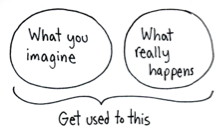 What you
imagine
What
really
happens
Get used to this